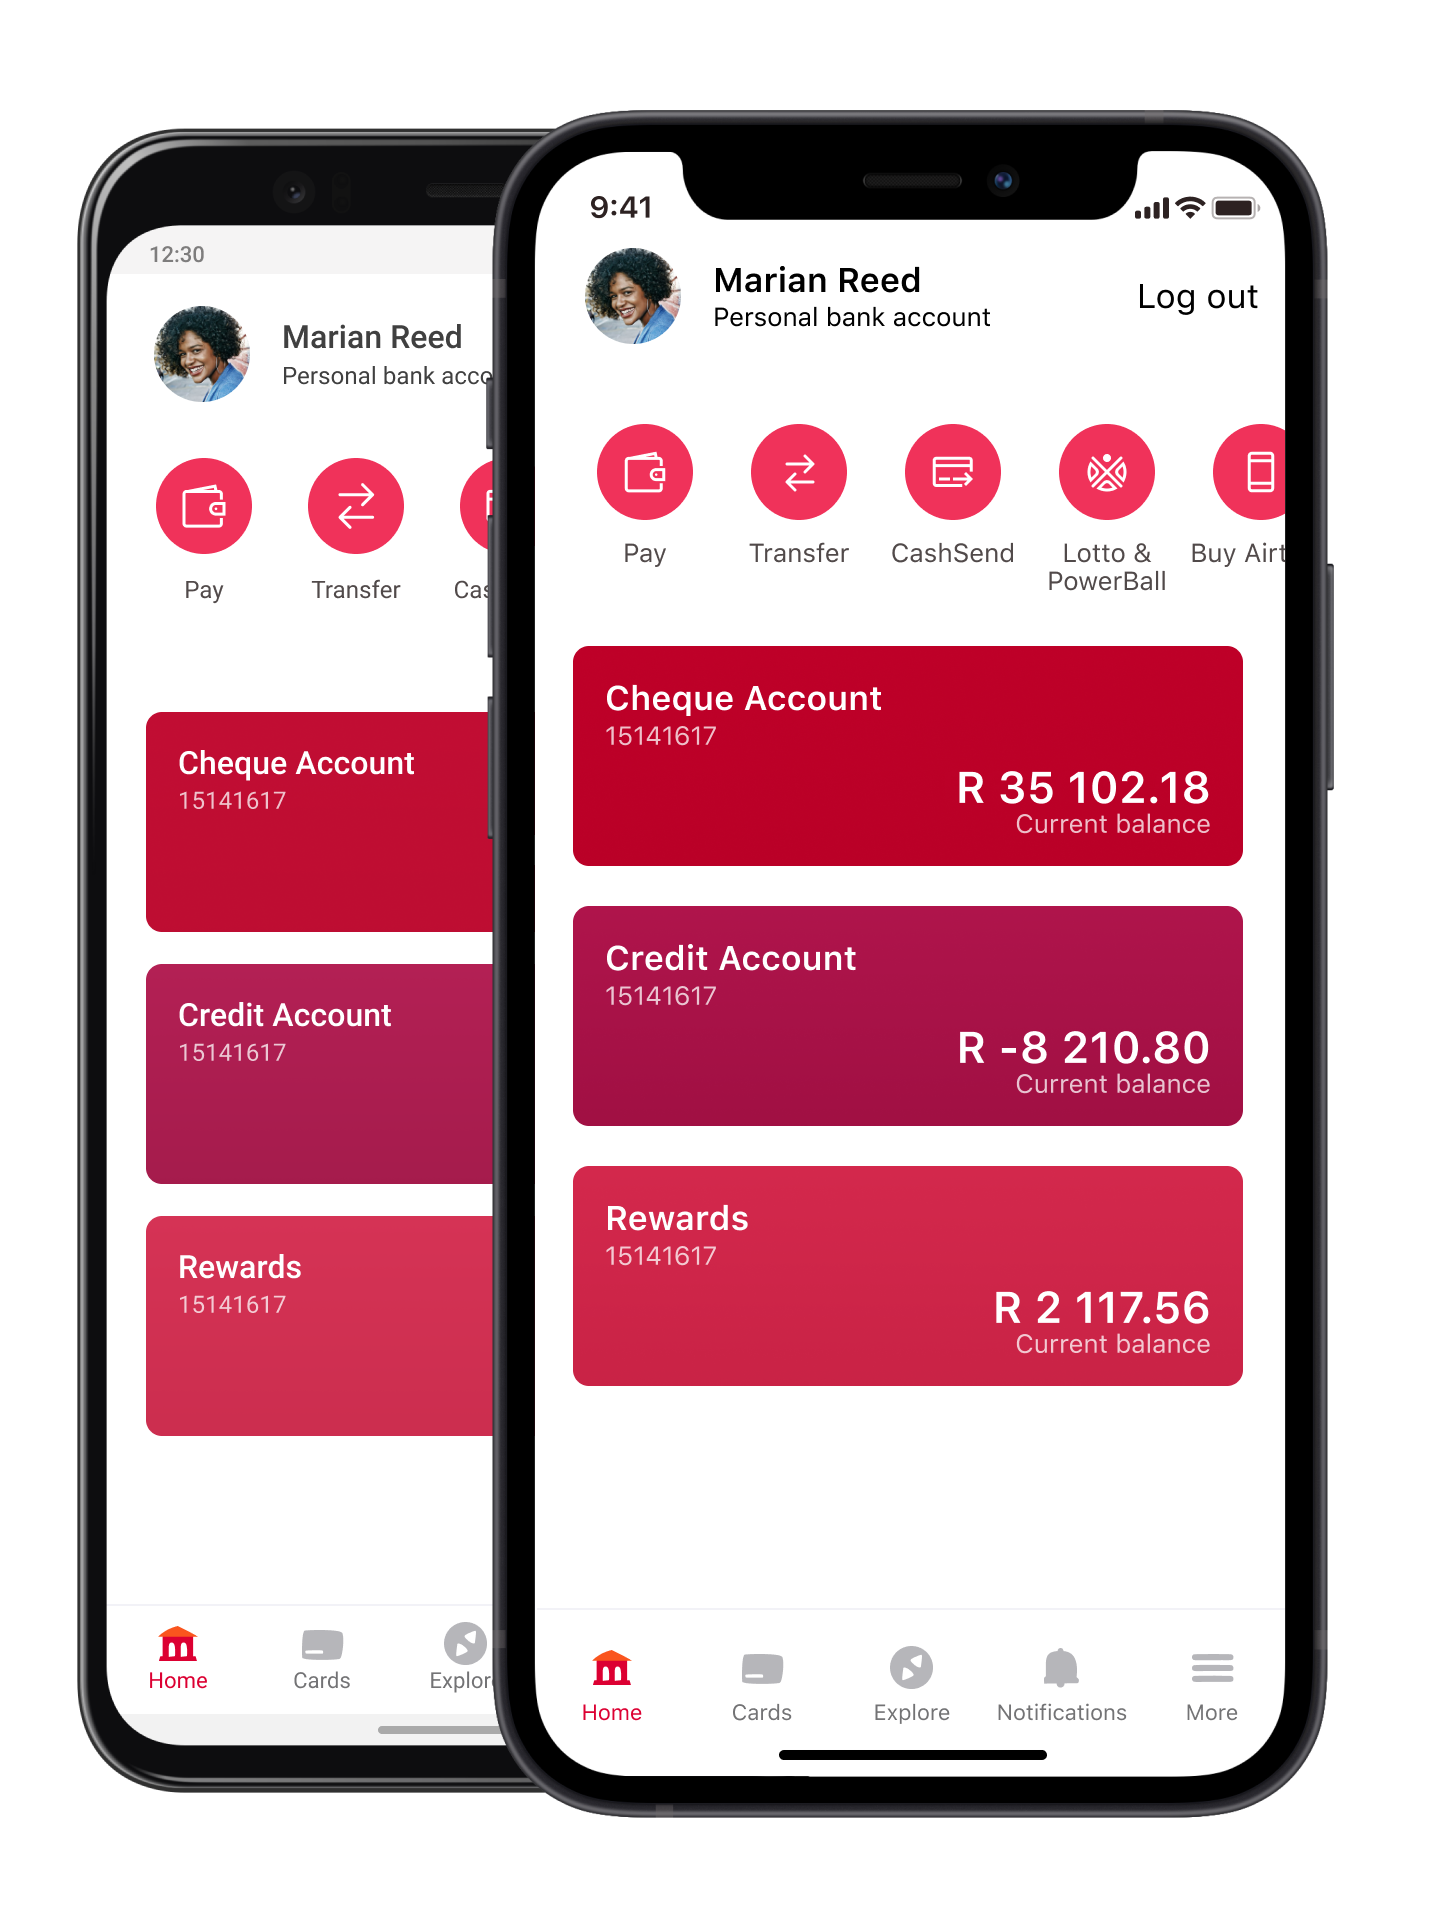 12:30
Marian Reed
Personal bank acco
Pay
Transfer
Cas
Cheque Account
15141617
Credit Account
15141617
Rewards
15141617
Home
Cards
Explor
9:41
Marian Reed
Personal bank account
Log out
Pay
Transfer
CashSend
Lotto &
PowerBall
Buy Airt
Cheque Account
15141617
R 35 102.18
Current balance
Credit Account
15141617
R -8 210.80
Current balance
Rewards
15141617
R 2 117.56
Current balance
Home
Cards
Explore
Notifications
More